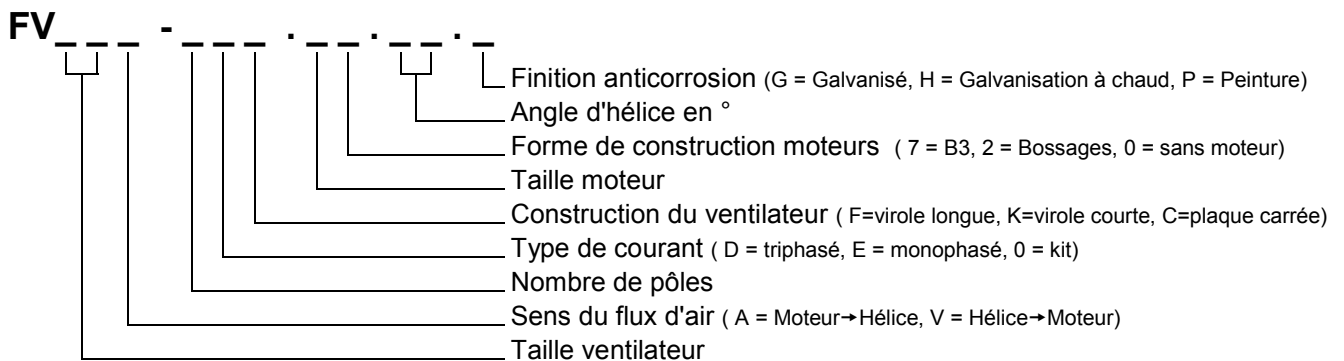 FV_ _ _ - _ _ _ . _ _ . _ _ . _
Finition anticorrosion (G = Galvanisé, H = Galvanisation à chaud, P = Peinture)
Angle d'hélice en °
Forme de construction moteurs ( 7 = B3, 2 = Bossages, 0 = sans moteur)
Taille moteur
Construction du ventilateur ( F=virole longue, K=virole courte, C=plaque carrée)
Type de courant ( D = triphasé, E = monophasé, 0 = kit)
Nombre de pôles
Sens du flux d'air ( A = Moteur→Hélice, V = Hélice→Moteur)
Taille ventilateur